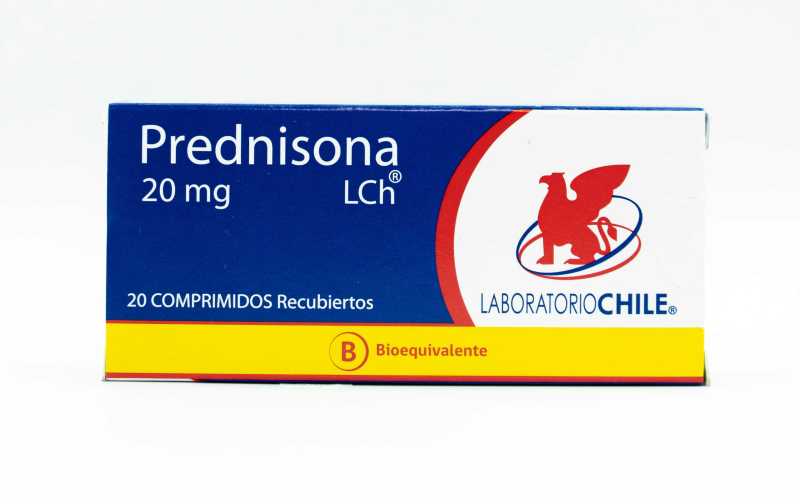 Prednisona
20 mg LCh®
20 COMPRIMIDOS Recubiertos
LABORATORIOCHILE®
B Bioequivalente